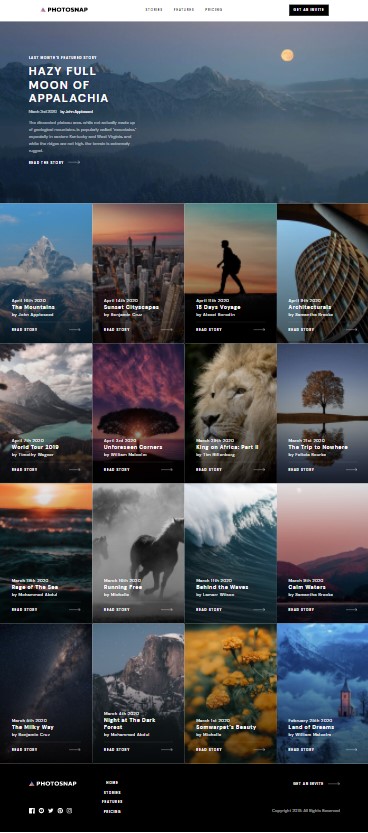 PHOTOSNAP
STORIES FEATURES PRICING
GET AN INVITE
LAST MONTH'S FEATURED STORY
HAZY FULL
MOON OF
APPALACHIA
March 2nd 2020 by John Appleseed
The dissected plateau area, while not actually made up
of geological mountains, is popularly called "mountains,"
especially in eastern Kentucky and West Virginia, and
while the ridges are not high, the terrain is extremely
rugged.
READ THE STORY
April 16th 2020
The Mountains
by John Appleseed
READ STORY
April 14th 2020
Sunset Cityscapes
by Benjamin Cruz
READ STORY
April 11th 2020
18 Days Voyage
by Alexei Borodin
READ STORY
April 9th 2020
Architecturals
by Samantha Brooke
READ STORY
April 7th 2020
World Tour 2019
by Timothy Wagner
READ STORY
April 3rd 2020
Unforeseen Corners
by William Malcolm
READ STORY
March 29th 2020
King on Africa: Part II
by Tim Hillenburg
READ STORY
March 21st 2020
The Trip to Nowhere
by Felicia Rourke
READ STORY
March 19th 2020
Rage of The Sea
by Mohammed Abdul
READ STORY
March 16th 2020
Running Free
by Michelle
READ STORY
March 11th 2020
Behind the Waves
by Lamarr Wilson
READ STORY
March 9th 2020
Calm Waters
by Samantha Brooke
READ STORY
March 5th 2020
The Milky Way
by Benjamin Cruz
READ STORY
March 4th 2020
Night at The Dark
Forest
by Mohammed Abdul
READ STORY
March 1st 2020
Somwarpet's Beauty
by Michelle
READ STORY
February 25th 2020
Land of Dreams
by William Malcolm
READ STORY
PHOTOSNAP
HOME
STORIES
FEATURES
PRICING
GET AN INVITE
Copyright 2019. All Rights Reserved